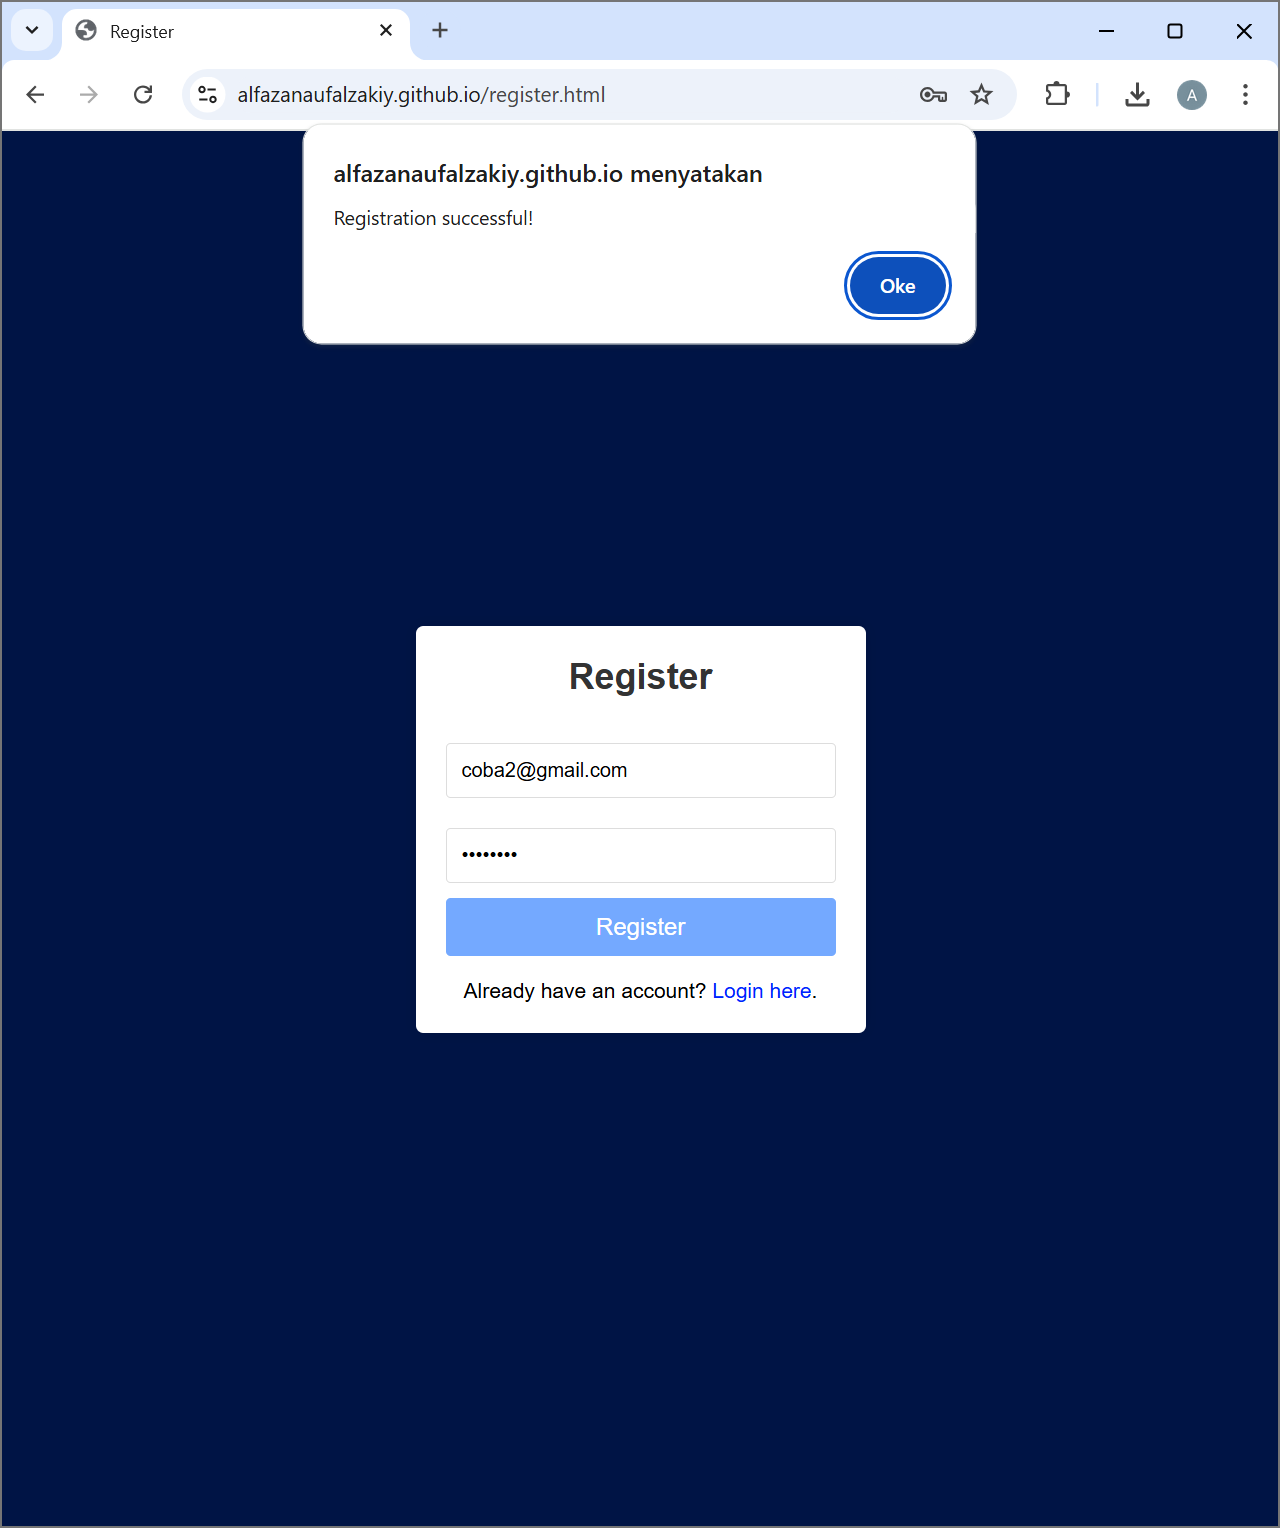 Register
alfazanaufalzakiy.github.io/register.html
A
alfazanaufalzakiy.github.io menyatakan
Registration successful!
Oke
Register
coba2@gmail.com
••••••••
Register
Already have an account? Login here.